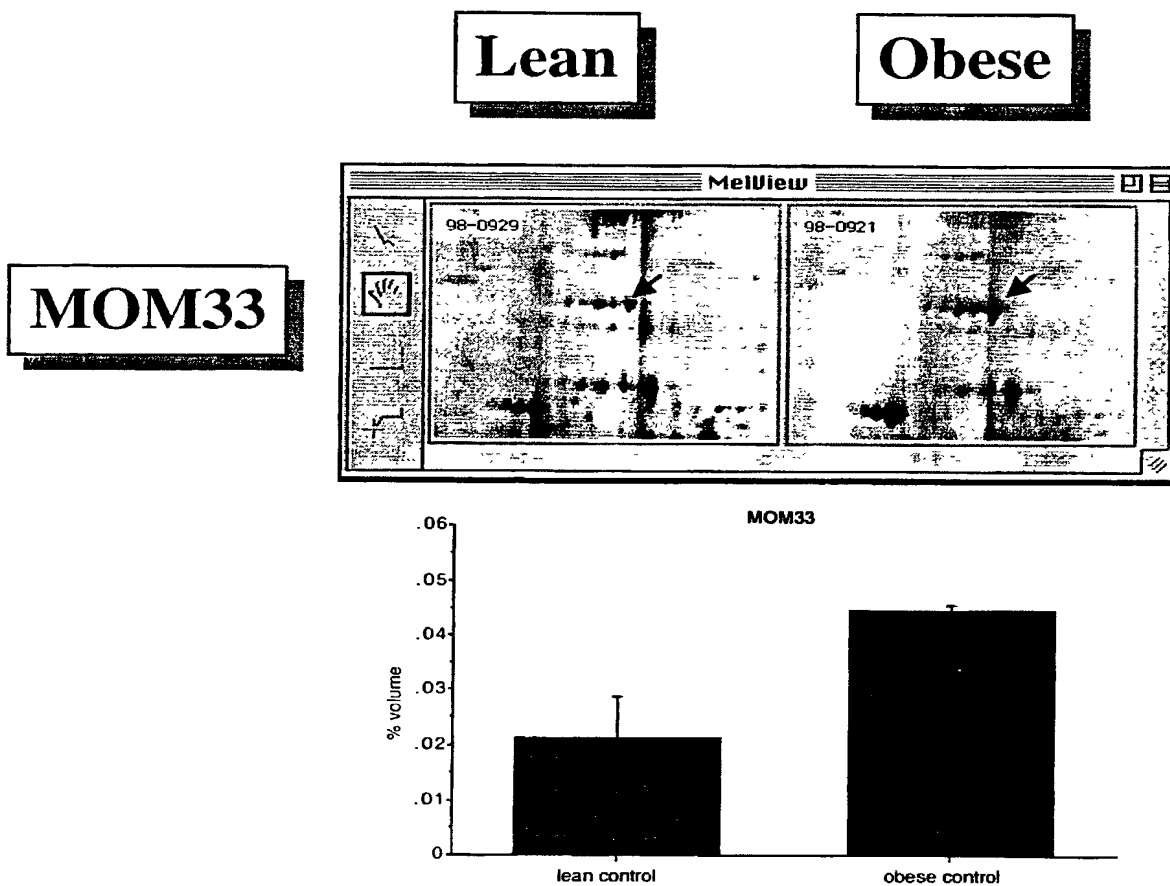 Lean
Obese
MelView
98-0929
98-0921
MOM33
MOM33
.06
.05
.04
.03
.02
.01
0
% volume
lean control
obese control